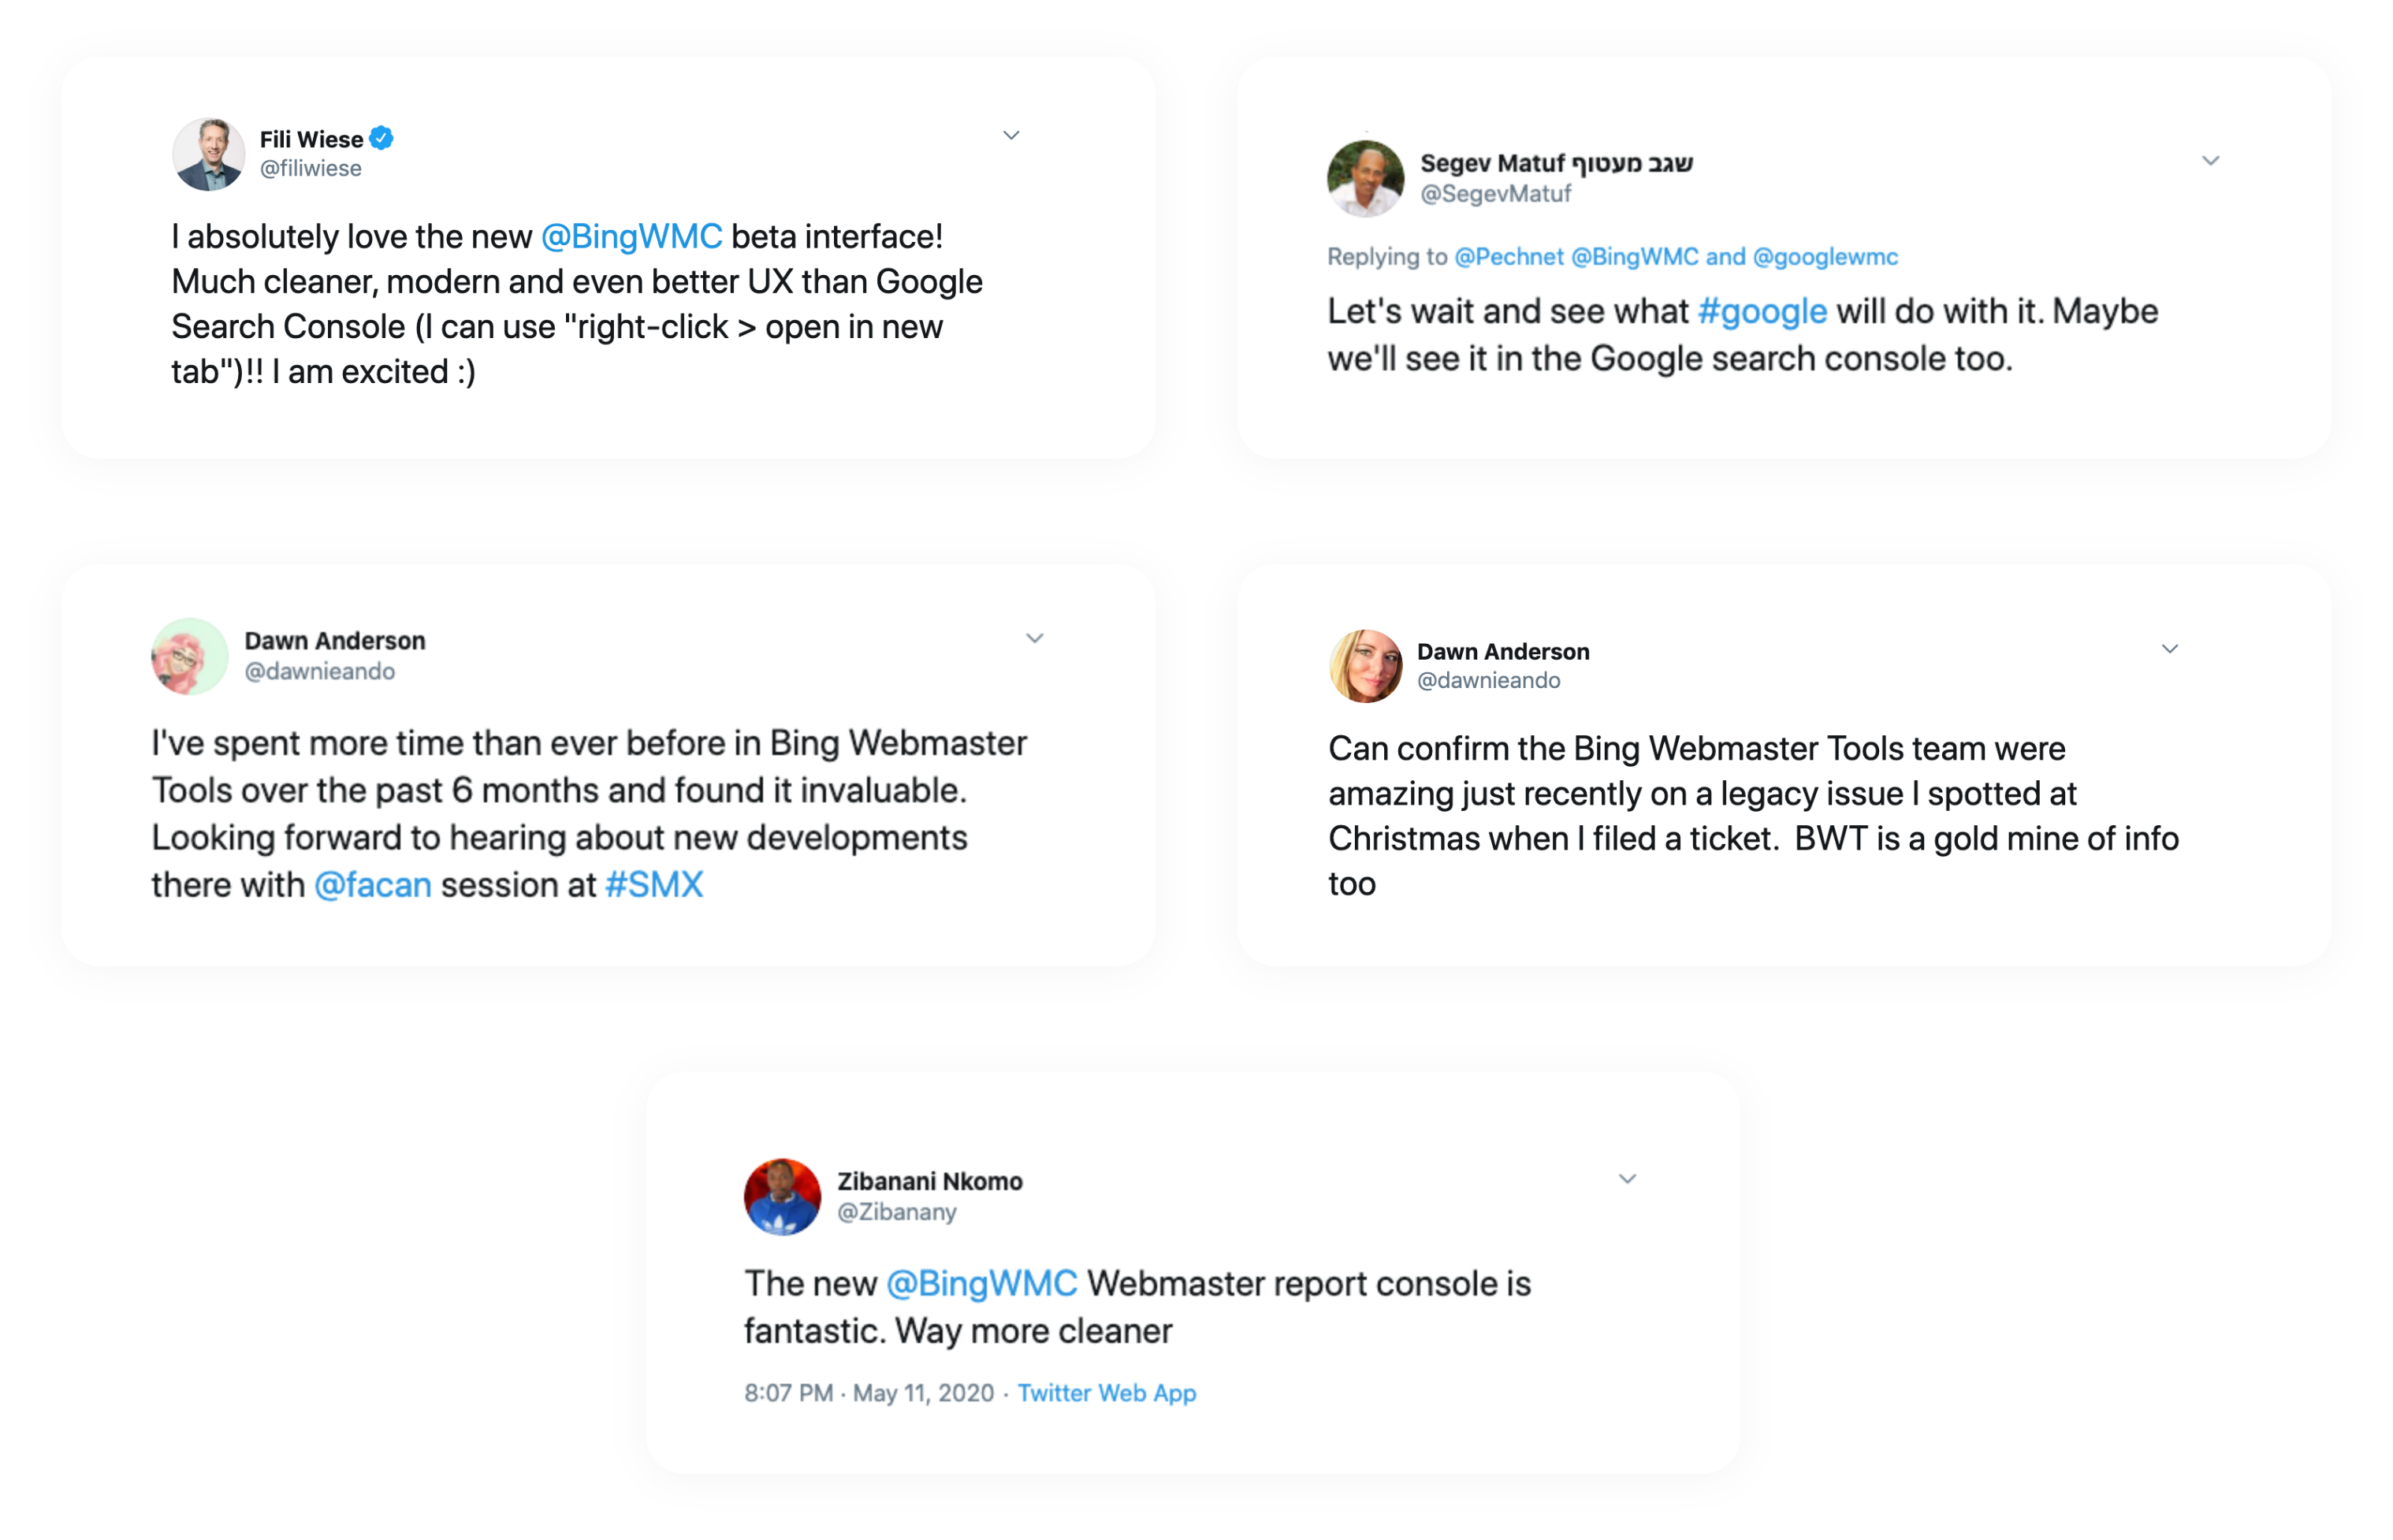 Fili Wiese
@filiwiese
I absolutely love the new @BingWMC beta interface!
Much cleaner, modern and even better UX than Google
Search Console (I can use "right-click > open in new
tab")!! I am excited :)
Segev Matuf שגב מעטוף
@SegevMatuf
Replying to @Pechnet @BingWMC and @googlewmc
Let's wait and see what #google will do with it. Maybe
we'll see it in the Google search console too.
Dawn Anderson
@dawnieando
I've spent more time than ever before in Bing Webmaster
Tools over the past 6 months and found it invaluable.
Looking forward to hearing about new developments
there with @facan session at #SMX
Dawn Anderson
@dawnieando
Can confirm the Bing Webmaster Tools team were
amazing just recently on a legacy issue I spotted at
Christmas when I filed a ticket.  BWT is a gold mine of info
too
Zibanani Nkomo
@Zibanany
The new @BingWMC Webmaster report console is
fantastic. Way more cleaner
8:07 PM · May 11, 2020 · Twitter Web App